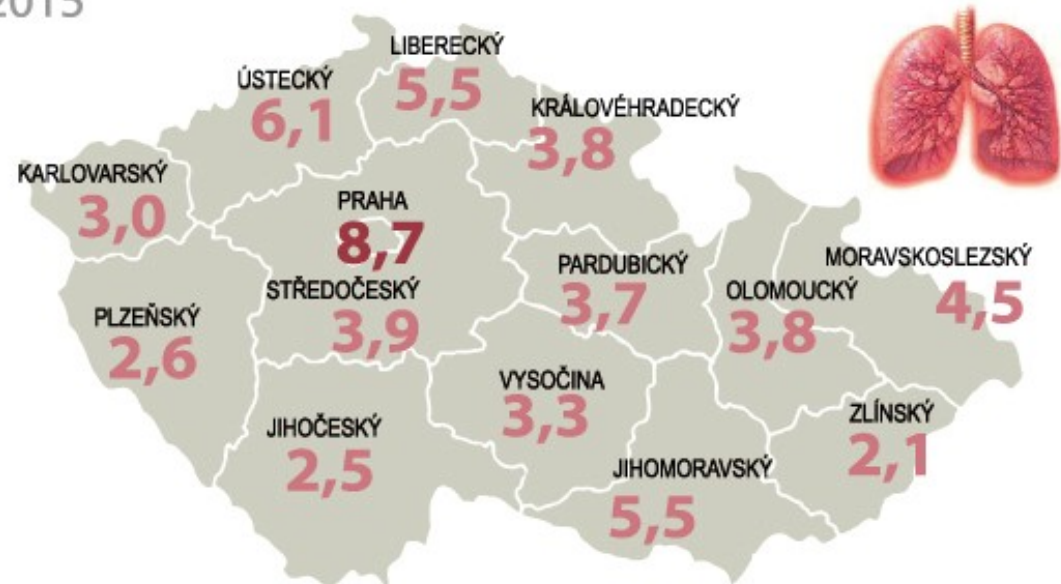 2015
LIBERECKÝ
5,5
ÚSTECKÝ
6,1
KRÁLOVÉHRADECKÝ
3,8
KARLOVARSKÝ
3,0
PRAHA
8,7
STŘEDOČESKÝ
3,9
PARDUBICKÝ
3,7
MORAVSKOSLEZSKÝ
4,5
OLOMOUCKÝ
3,8
PLZEŇSKÝ
2,6
VYSOČINA
3,3
ZLÍNSKÝ
2,1
JIHOČESKÝ
2,5
JIHOMORAVSKÝ
5,5